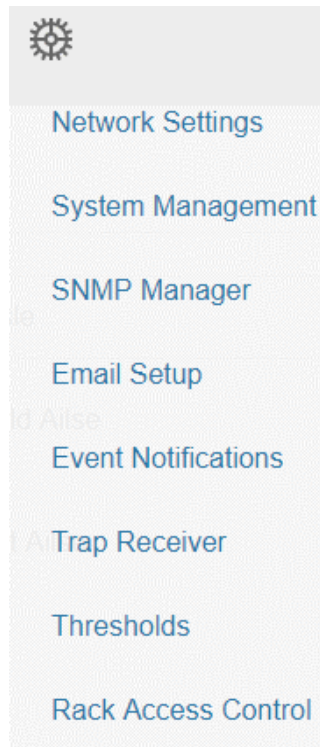 Network Settings
System Management
SNMP Manager
Email Setup
Event Notifications
Trap Receiver
Thresholds
Rack Access Control